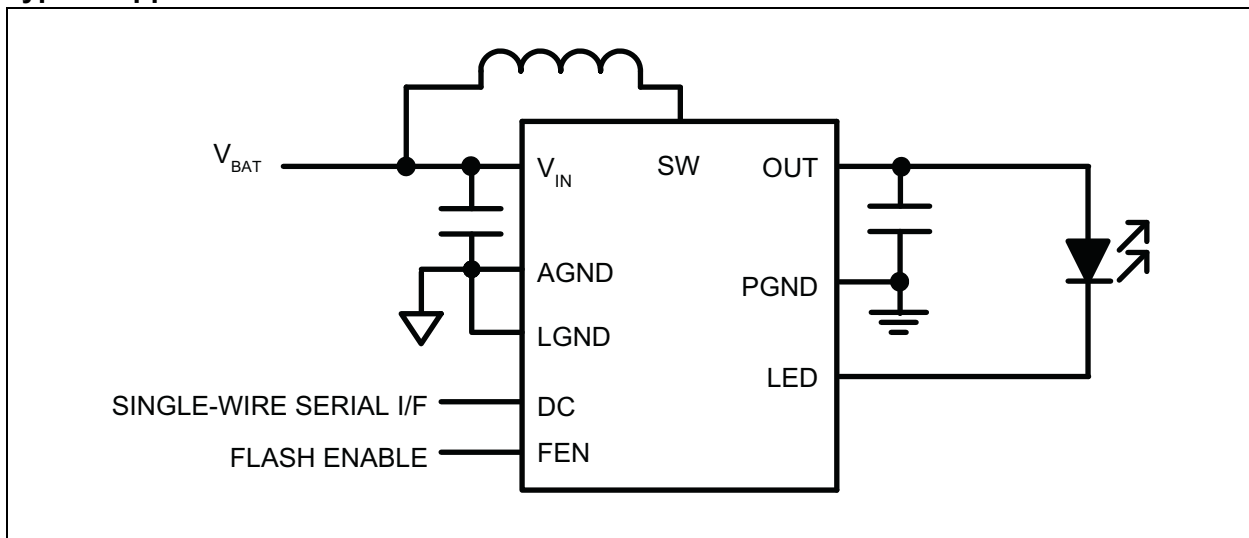 V_BAT
V_IN
SW
OUT
AGND
PGND
LGND
LED
SINGLE-WIRE SERIAL I/F
DC
FLASH ENABLE
FEN